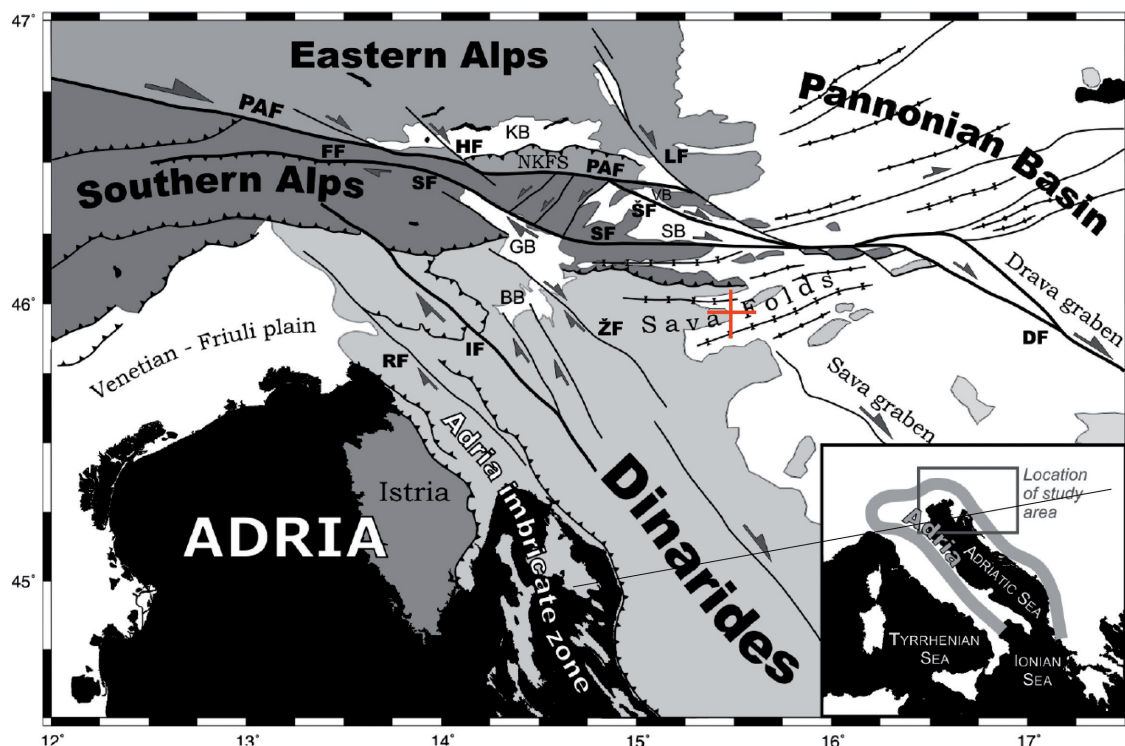 47°
Eastern Alps
Pannonian Basin
PAF
KB
HF
NKFS
PAF
LF
FF
Southern Alps
SF
VB
ŠF
SF
SB
GB
46°
BB
Sava Folds
Drava graben
ŽF
DF
Venetian - Friuli plain
RF
IF
Sava graben
Adria imbricate zone
Istria
Dinarides
ADRIA
Location
of study
area
Adria
ADRIATIC SEA
TYRRHENIAN
SEA
IONIAN
SEA
45°
12°
13°
14°
15°
16°
17°